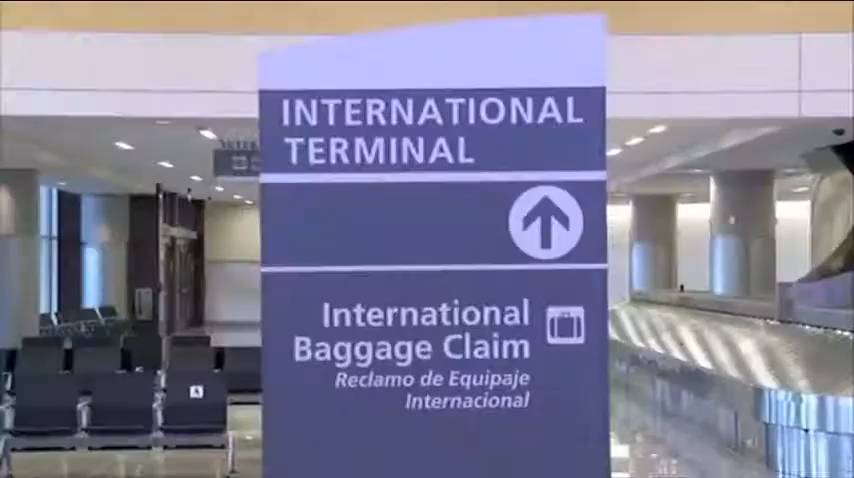 INTERNATIONAL
TERMINAL
International
Baggage Claim
Reclamo de Equipaje
Internacional